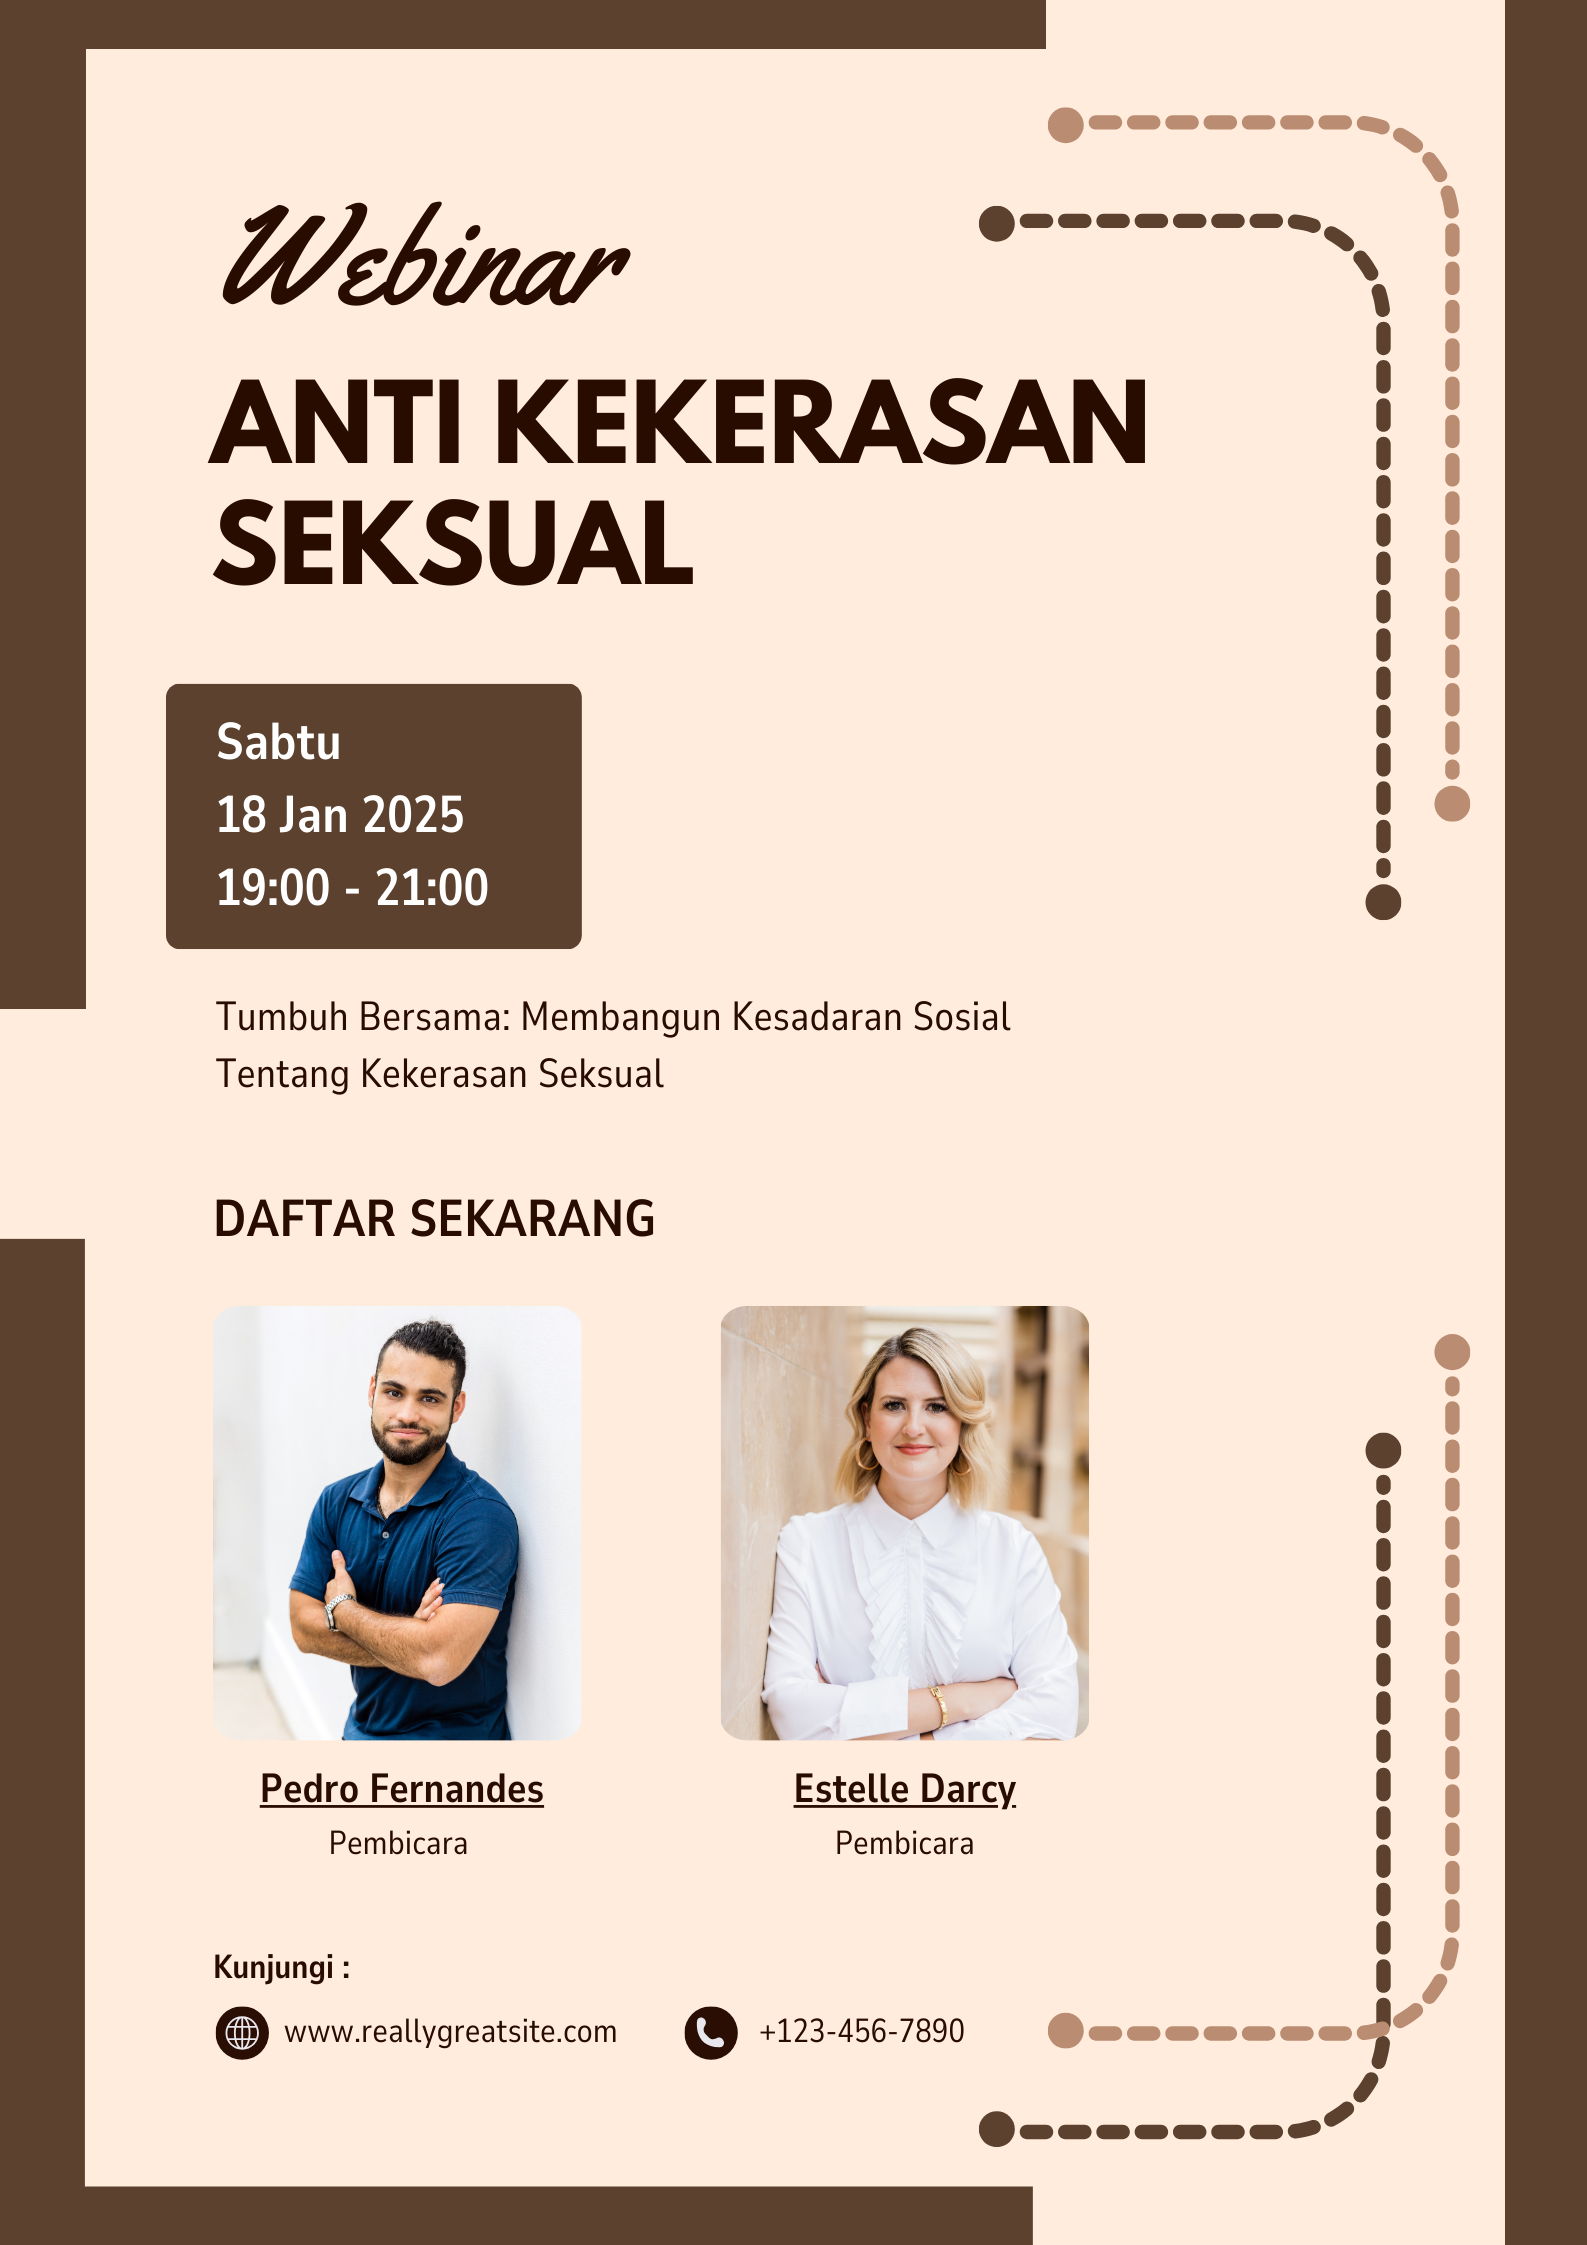 Webinar
ANTI KEKERASAN
SEKSUAL
Sabtu
18 Jan 2025
19:00 - 21:00
Tumbuh Bersama: Membangun Kesadaran Sosial
Tentang Kekerasan Seksual
DAFTAR SEKARANG
Pedro Fernandes
Pembicara
Estelle Darcy
Pembicara
Kunjungi :
www.reallygreatsite.com
+123-456-7890